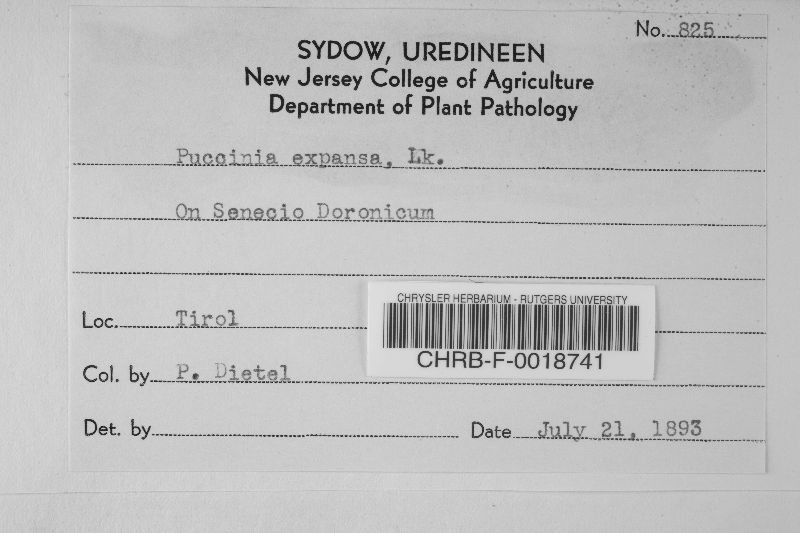 No. 825
SYDOW, UREDINEEN
New Jersey College of Agriculture
Department of Plant Pathology
Puccinia expansa, Lk.
On Senecio Doronicum
CHRYSLER HERBARIUM - RUTGERS UNIVERSITY
CHRB-F-0018741
Loc. Tirol
Col. by P. Dietel
Det. by
Date July 21, 1893